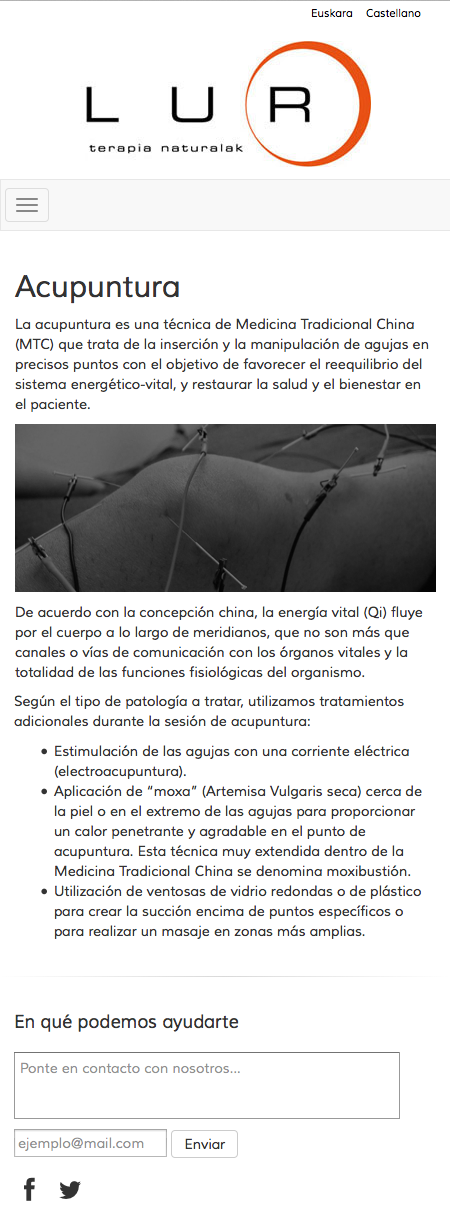 Euskara Castellano
LUR
terapia naturalak
Acupuntura
La acupuntura es una técnica de Medicina Tradicional China
(MTC) que trata de la inserción y la manipulación de agujas en
precisos puntos con el objetivo de favorecer el reequilibrio del
sistema energético-vital, y restaurar la salud y el bienestar en
el paciente.
De acuerdo con la concepción china, la energía vital (Qi) fluye
por el cuerpo a lo largo de meridianos, que no son más que
canales o vías de comunicación con los órganos vitales y la
totalidad de las funciones fisiológicas del organismo.
Según el tipo de patología a tratar, utilizamos tratamientos
adicionales durante la sesión de acupuntura:
• Estimulación de las agujas con una corriente eléctrica
(electroacupuntura).
• Aplicación de “moxa” (Artemisa Vulgaris seca) cerca de
la piel o en el extremo de las agujas para proporcionar
un calor penetrante y agradable en el punto de
acupuntura. Esta técnica muy extendida dentro de la
Medicina Tradicional China se denomina moxibustión.
• Utilización de ventosas de vidrio redondas o de plástico
para crear la succión encima de puntos específicos o
para realizar un masaje en zonas más amplias.
En qué podemos ayudarte
Ponte en contacto con nosotros...
ejemplo@mail.com Enviar